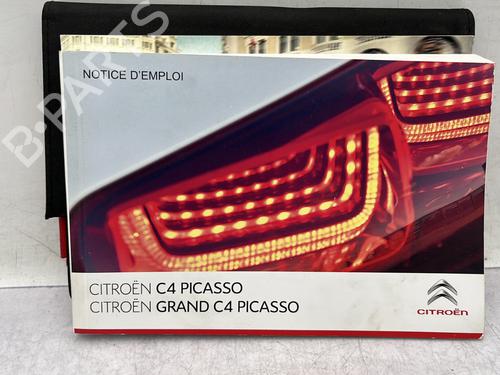 B-PARTS
NOTICE D'EMPLOI
CITROËN C4 PICASSO
CITROËN GRAND C4 PICASSO
CITROËN